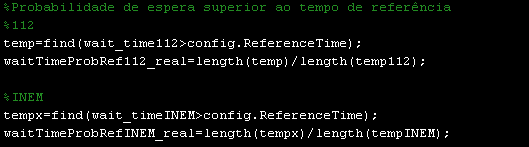 %Probabilidade de espera superior ao tempo de referência
%112
temp=find(wait_time112>config.ReferenceTime);
waitTimeProbRef112_real=length(temp)/length(temp112);
%INEM
tempx=find(wait_timeINEM>config.ReferenceTime);
waitTimeProbRefINEM_real=length(tempx)/length(tempINEM);